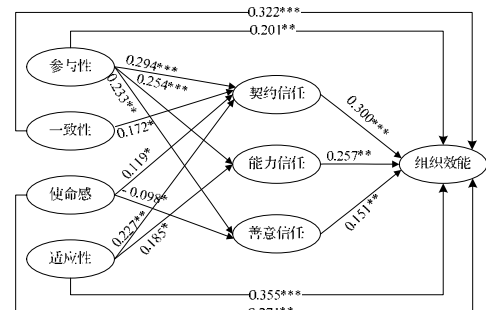 0.322***
0.201**
参与性
0.294***
0.254***
0.233**
契约信任
0.300***
一致性
0.172*
0.119*
能力信任
0.257**
组织效能
使命感
- 0.098*
0.227**
0.185*
善意信任
0.151**
适应性
0.355***